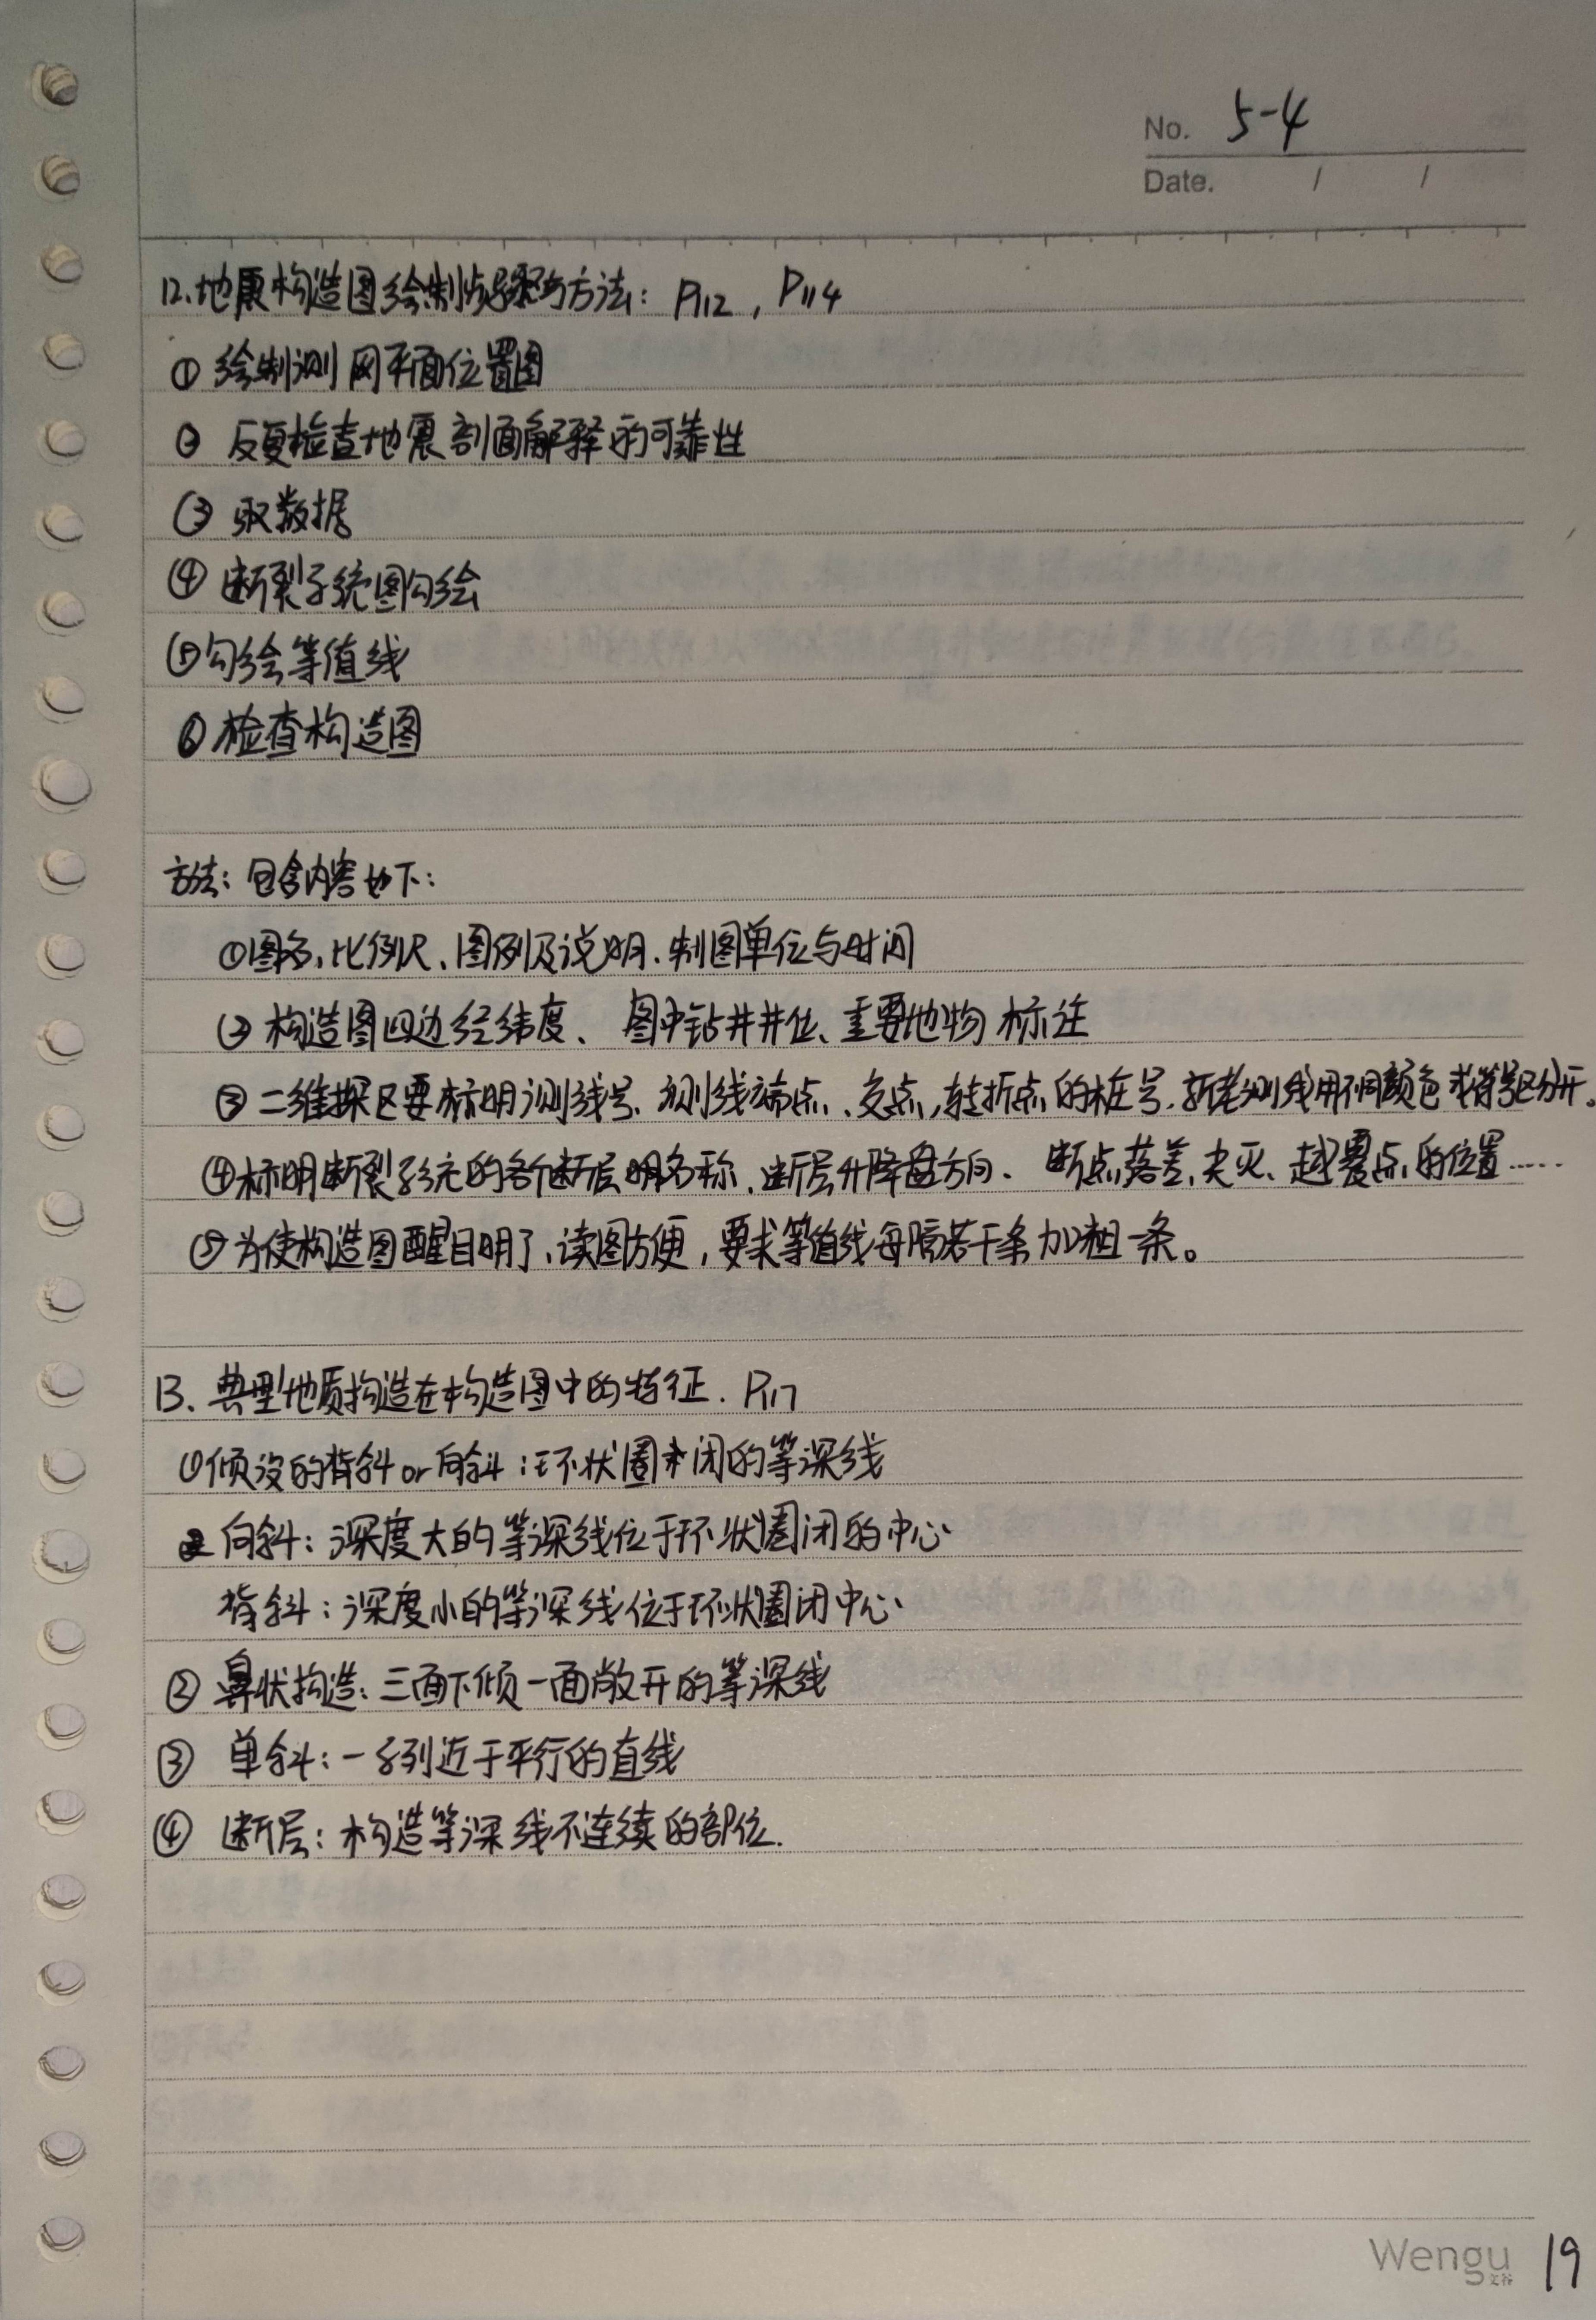 No. 5-4
Date. / /
12.地震构造图绘制步骤与方法: P112, P114
① 绘制测网平面位置图
② 反复检查地震剖面解释的可靠性
③ 取数据
④ 断裂系统图勾绘
⑤ 勾绘等值线
⑥ 检查构造图
方法: 包含内容如下:
①图名、比例尺、图例及说明、制图单位与时间
② 构造图四边经纬度、图中钻井井位、重要地物标注
③ 二维探区要标明测线号、测线端点、交点、转折点的桩号,新老测线用不同颜色或符号区分开。
④标明断裂系统的各个断层名称、断层升降盘方向、断点落差、尖灭、超覆点的位置……
⑤为使构造图醒目明了、读图方便,要求等值线每隔若干条加粗一条。
13、典型地质构造在构造图中的特征. P117
①倾没的背斜or向斜:环状圈闭的等深线
向斜:深度大的等深线位于环状圈闭的中心
背斜:深度小的等深线位于环状圈闭中心
② 鼻状构造:三面下倾一面敞开的等深线
③ 单斜:一系列近于平行的直线
④ 断层:构造等深线不连续的部位.
Wengu 19
文谷